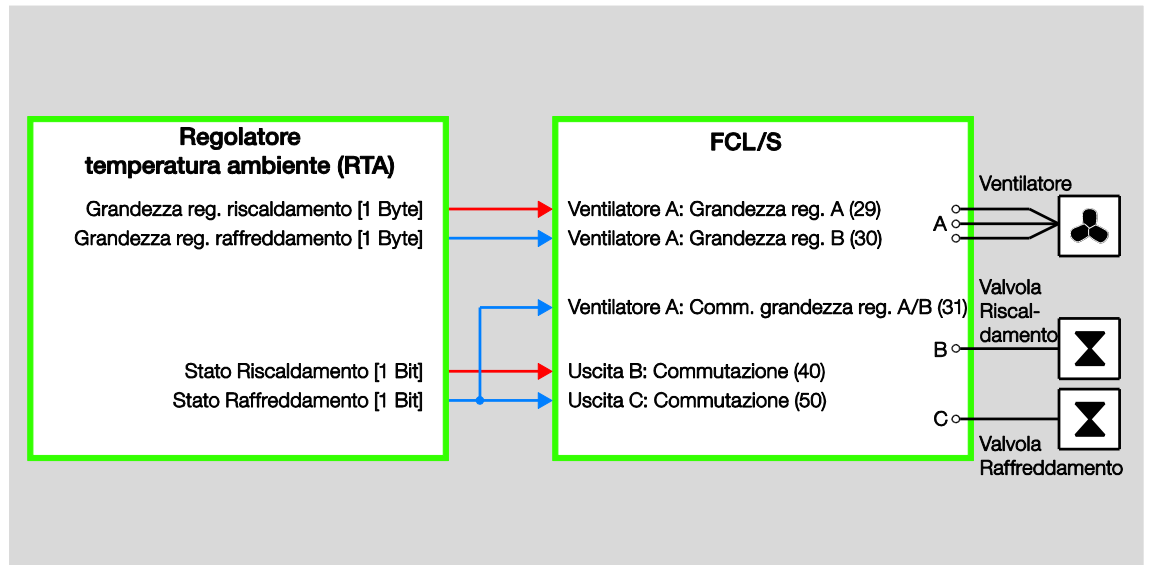 Regolatore
temperatura ambiente (RTA)
Grandezza reg. riscaldamento [1 Byte]
Grandezza reg. raffreddamento [1 Byte]
Stato Riscaldamento [1 Bit]
Stato Raffreddamento [1 Bit]
FCL/S
Ventilatore A: Grandezza reg. A (29)
Ventilatore A: Grandezza reg. B (30)
Ventilatore A: Comm. grandezza reg. A/B (31)
Uscita B: Commutazione (40)
Uscita C: Commutazione (50)
A
B
C
Ventilatore
Valvola
Riscal-
damento
Valvola
Raffreddamento